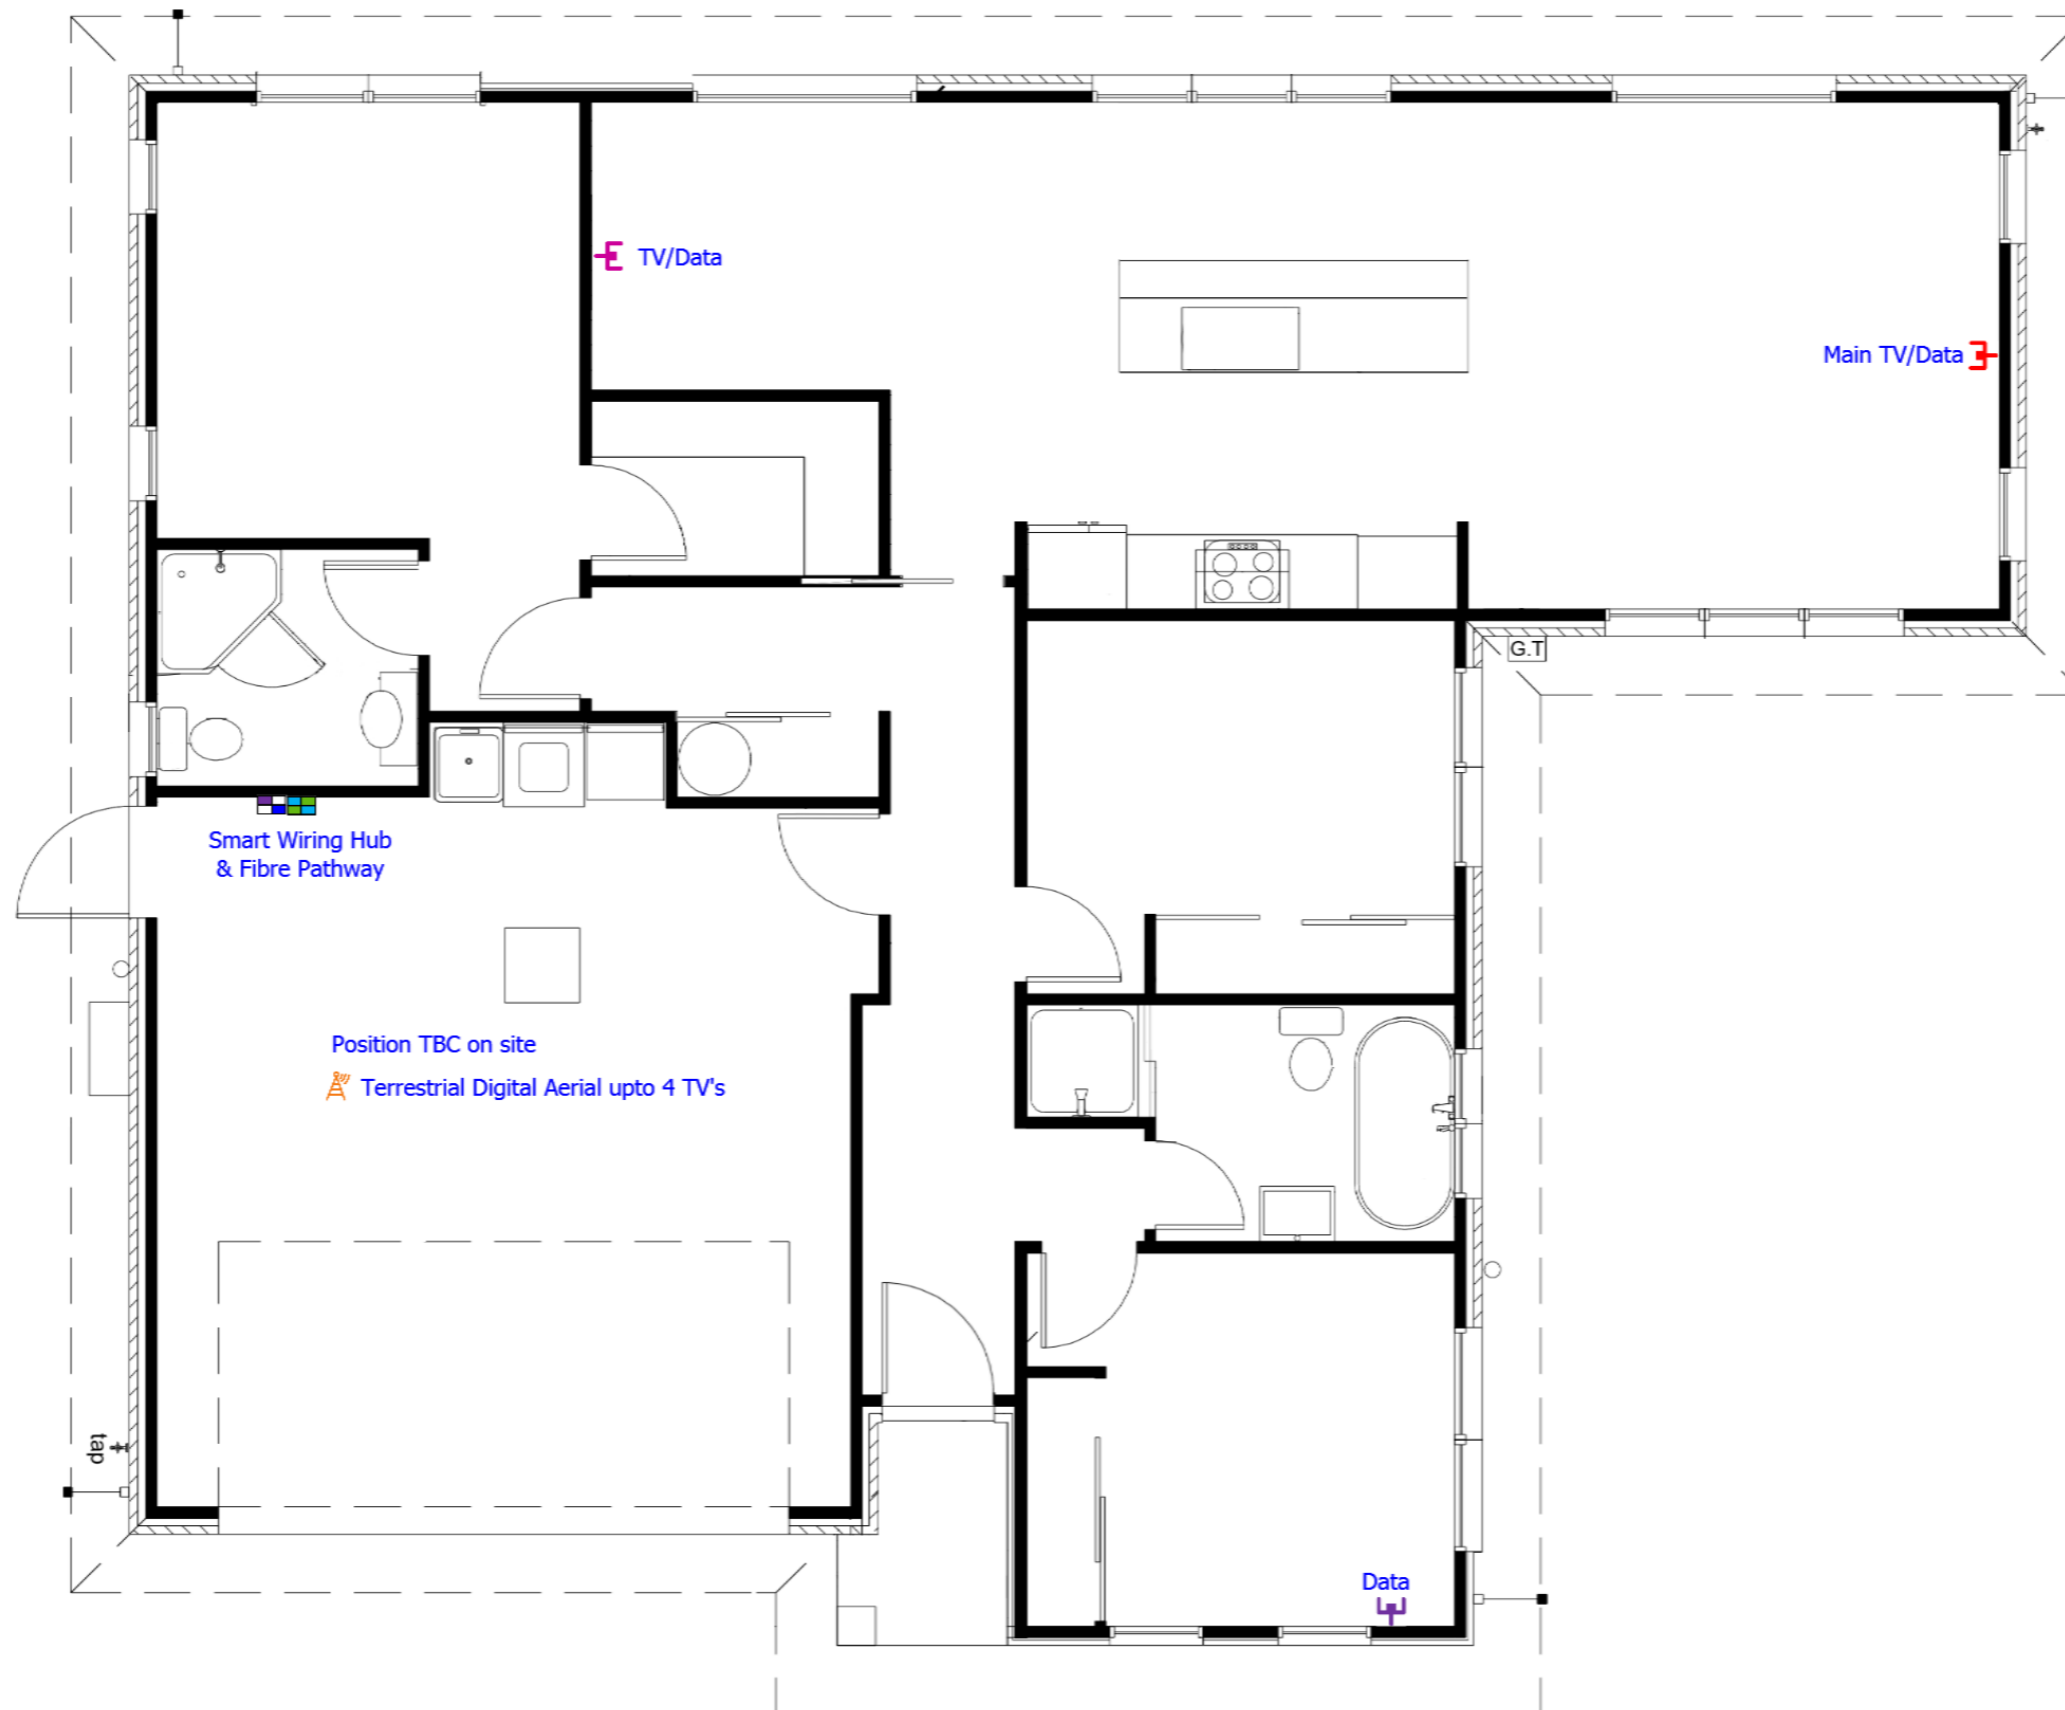 TV/Data
Main TV/Data
G.T
Smart Wiring Hub
& Fibre Pathway
Position TBC on site
Terrestrial Digital Aerial upto 4 TV's
tap
Data